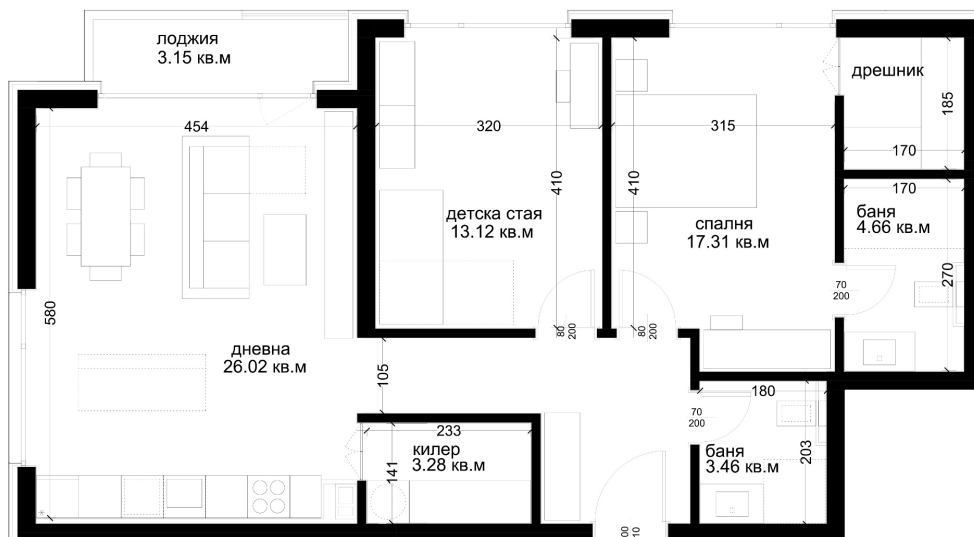 лоджия
3.15 кв.м
454
320
315
дрешник
185
170
410
410
детска стая
13.12 кв.м
спалня
17.31 кв.м
170
баня
4.66 кв.м
270
70
200
580
80
200
80
200
дневна
26.02 кв.м
105
180
70
200
233
килер
3.28 кв.м
141
баня
3.46 кв.м
203